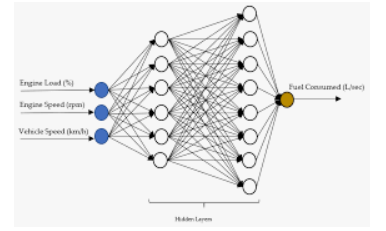 Engine Load (%)
Engine Speed (rpm)
Vehicle Speed (km/h)
Fuel Consumed (L/sec)
Hidden Layers